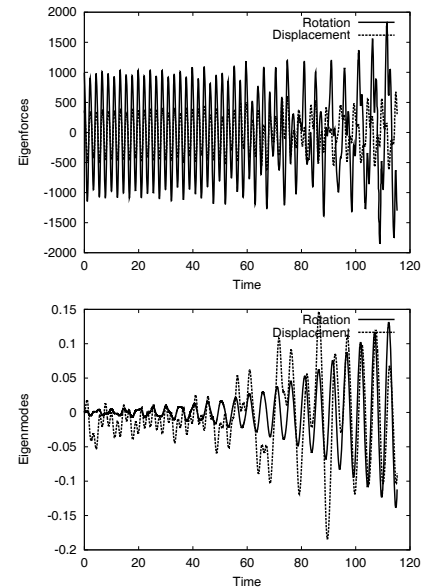 2000
Rotation
Displacement
1500
1000
500
0
-500
-1000
-1500
-2000
Eigenforces
0 20 40 60 80 100 120
Time
0.15
Rotation
Displacement
0.1
0.05
0
-0.05
-0.1
-0.15
-0.2
Eigenmodes
0 20 40 60 80 100 120
Time